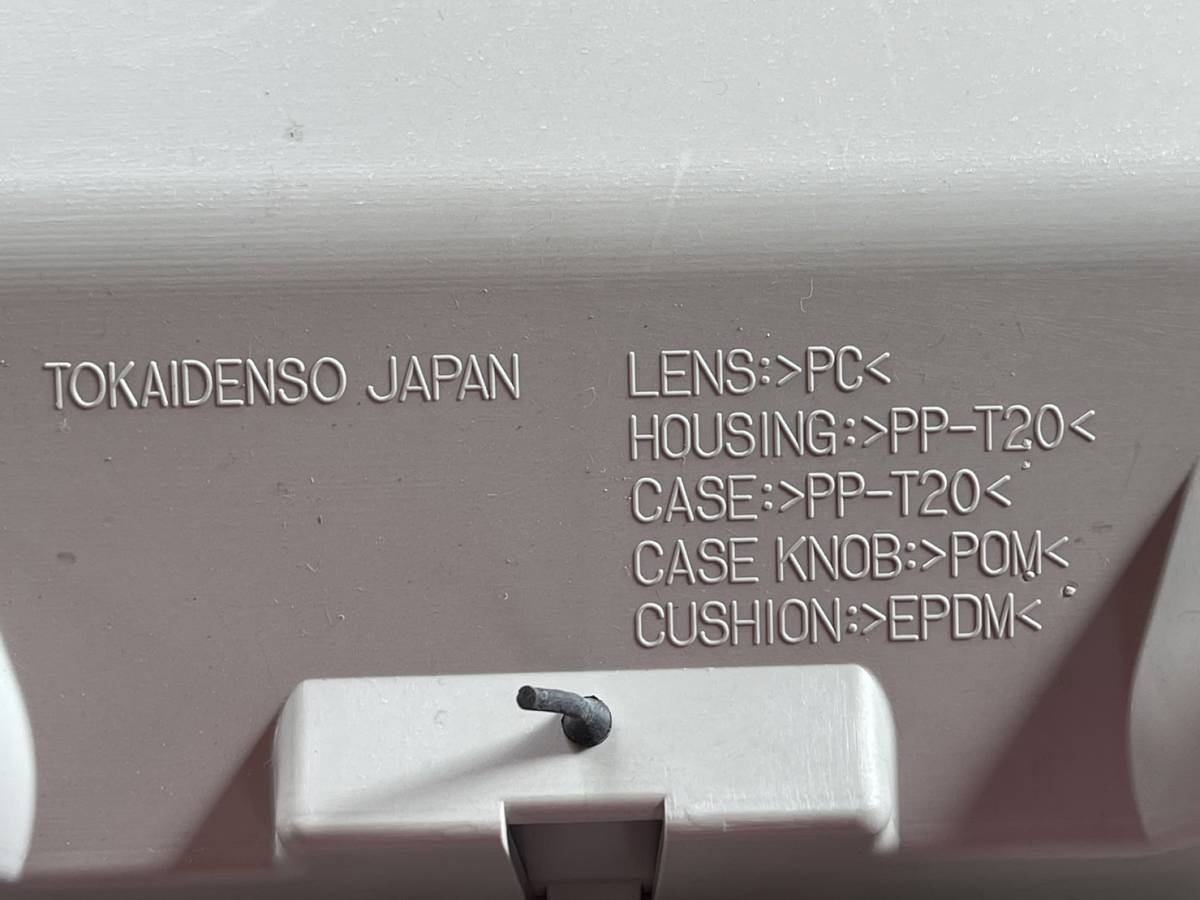 TOKAIDENSO JAPAN
LENS:>PC<
HOUSING:>PP-T20<
CASE:>PP-T20<
CASE KNOB:>POM<
CUSHION:>EPDM<